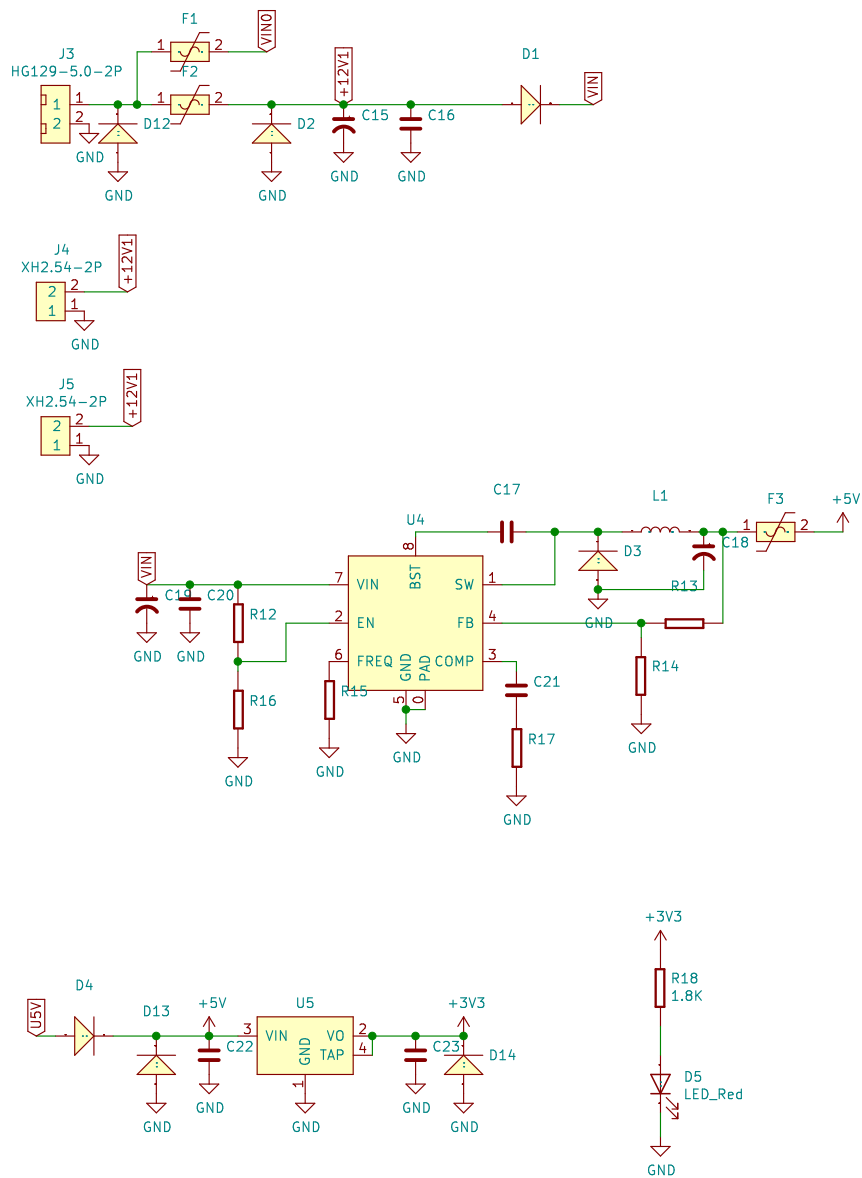 F1
VIN0
J3
HG129-5.0-2P
1
2
F2
+12V1
D1
VIN
1
1
1
2
2
2
GND
D12
D2
C15
C16
GND
GND
GND
GND
J4
XH2.54-2P
+12V1
2
2
1
1
GND
J5
XH2.54-2P
+12V1
2
2
1
1
GND
C17
L1
F3
+5V
U4
1
2
8
BST
C18
D3
VIN
C19
C20
7
VIN
SW
1
R13
R12
2
EN
FB
4
GND
GND
GND
6
FREQ
GND
PAD
COMP
3
R14
R15
C21
R16
5
0
R17
GND
GND
GND
GND
GND
+3V3
R18
1.8K
U5V
D4
D13
+5V
U5
+3V3
3
VIN
VO
2
GND
TAP
4
C22
C23
D14
1
D5
LED_Red
GND
GND
GND
GND
GND
GND